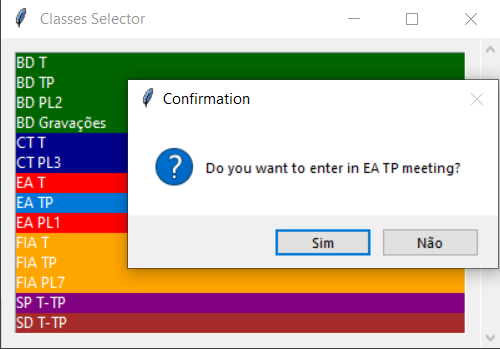 Classes Selector
BD T
BD TP
BD PL2
BD Gravações
CT T
CT PL3
EA T
EA TP
EA PL1
FIA T
FIA TP
FIA PL7
SP T-TP
SD T-TP
Confirmation
?
Do you want to enter in EA TP meeting?
Sim Não